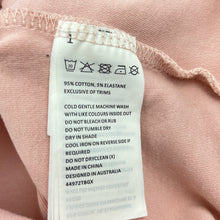 95% COTTON, 5% ELASTANE
EXCLUSIVE OF TRIMS
COLD GENTLE MACHINE WASH
WITH LIKE COLOURS INSIDE OUT
DO NOT BLEACH OR RUB
DO NOT TUMBLE DRY
DRY IN SHADE
COOL IRON ON REVERSE SIDE IF
REQUIRED
DO NOT DRYCLEAN (X)
MADE IN CHINA
DESIGNED IN AUSTRALIA
44972TBGX